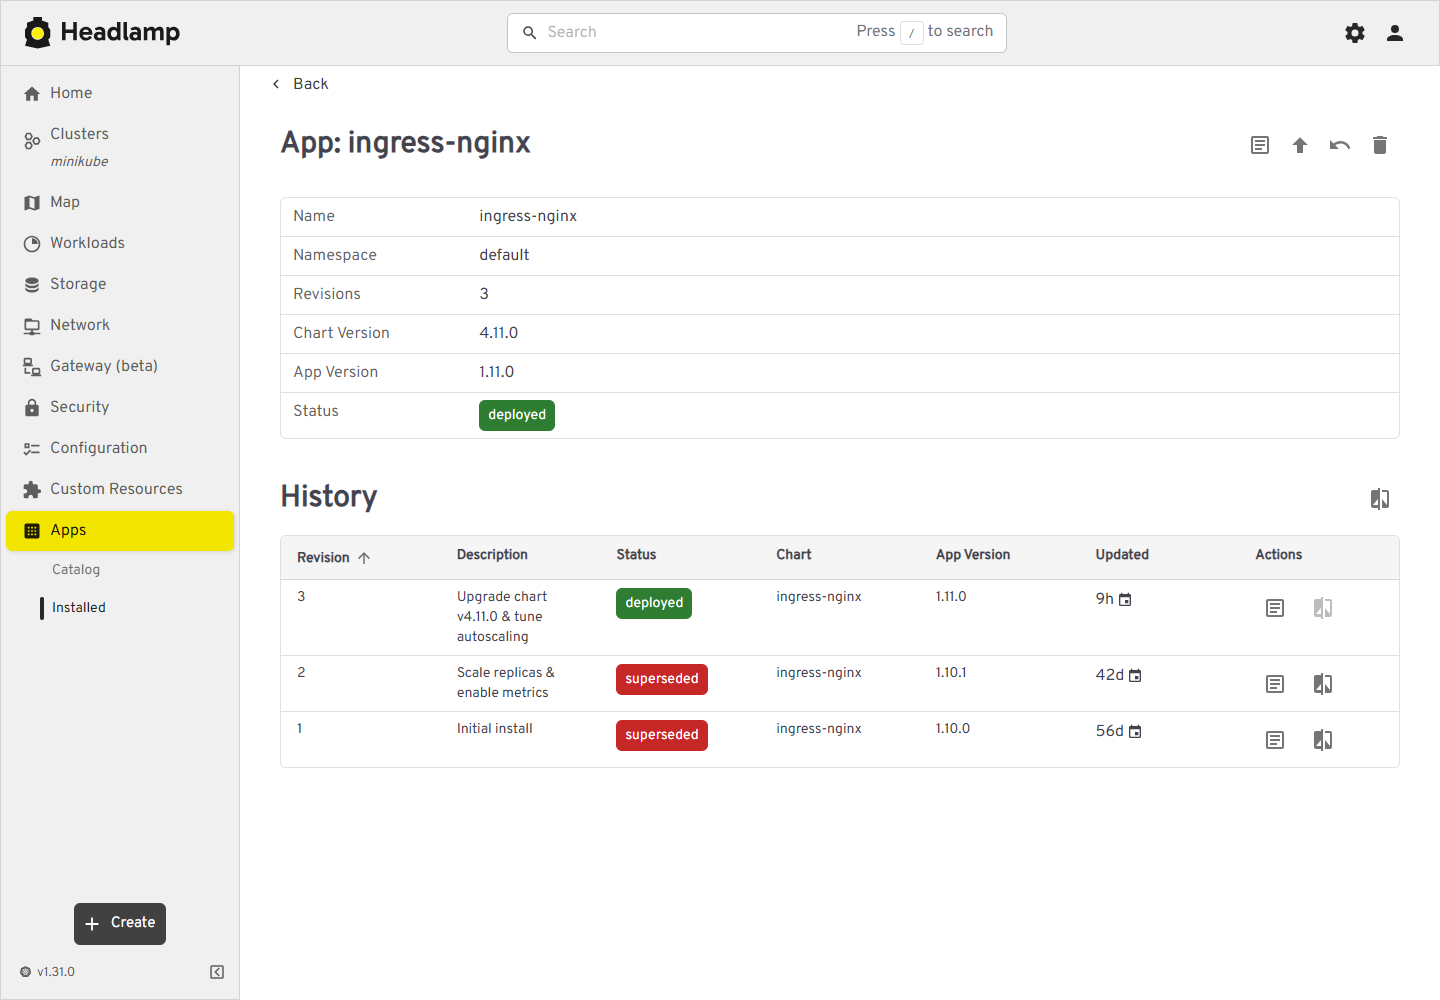 Headlamp
Search
Press / to search
Home
Clusters
minikube
Map
Workloads
Storage
Network
Gateway (beta)
Security
Configuration
Custom Resources
Apps
Catalog
Installed
Create
v1.31.0
Back
App: ingress-nginx
Name ingress-nginx
Namespace default
Revisions 3
Chart Version 4.11.0
App Version 1.11.0
Status deployed
History
Revision Description Status Chart App Version Updated Actions
3 Upgrade chart deployed ingress-nginx 1.11.0 9h
v4.11.0 & tune
autoscaling
2 Scale replicas & superseded ingress-nginx 1.10.1 42d
enable metrics
1 Initial install superseded ingress-nginx 1.10.0 56d